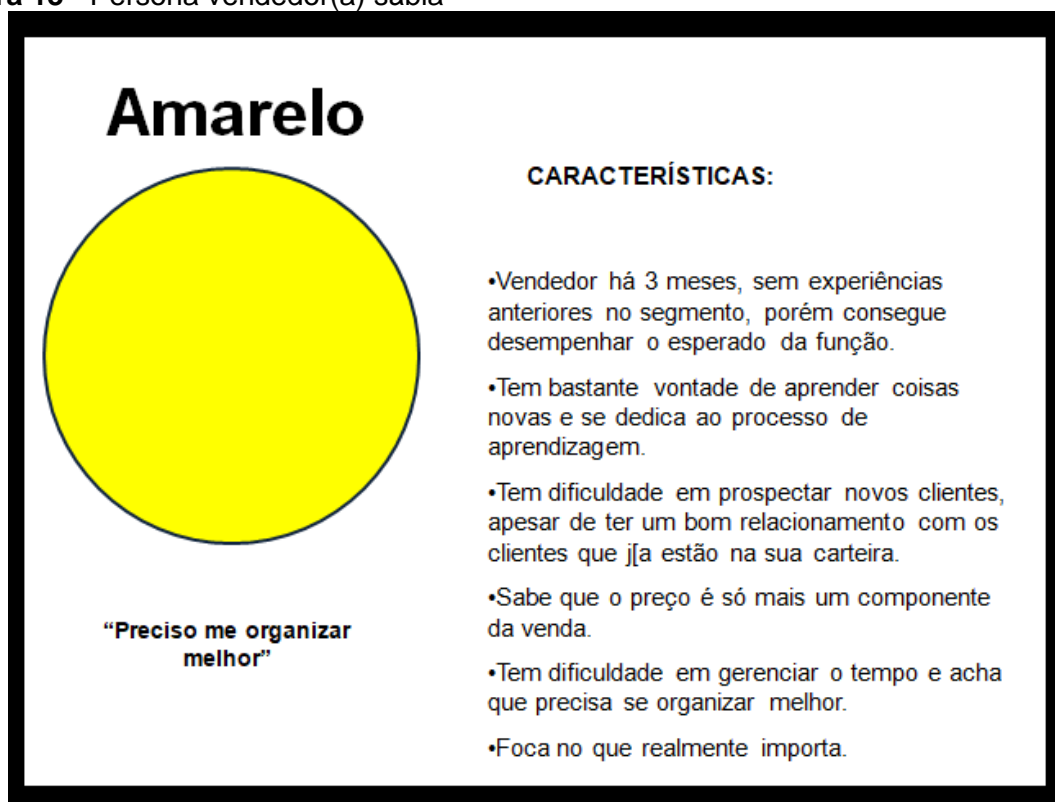 Persona vendedor(a) sabiá
Amarelo
CARACTERÍSTICAS:
•Vendedor há 3 meses, sem experiências
anteriores no segmento, porém consegue
desempenhar o esperado da função.
•Tem bastante vontade de aprender coisas
novas e se dedica ao processo de
aprendizagem.
•Tem dificuldade em prospectar novos clientes,
apesar de ter um bom relacionamento com os
clientes que j[a estão na sua carteira.
•Sabe que o preço é só mais um componente
da venda.
•Tem dificuldade em gerenciar o tempo e acha
que precisa se organizar melhor.
•Foca no que realmente importa.
“Preciso me organizar
melhor”